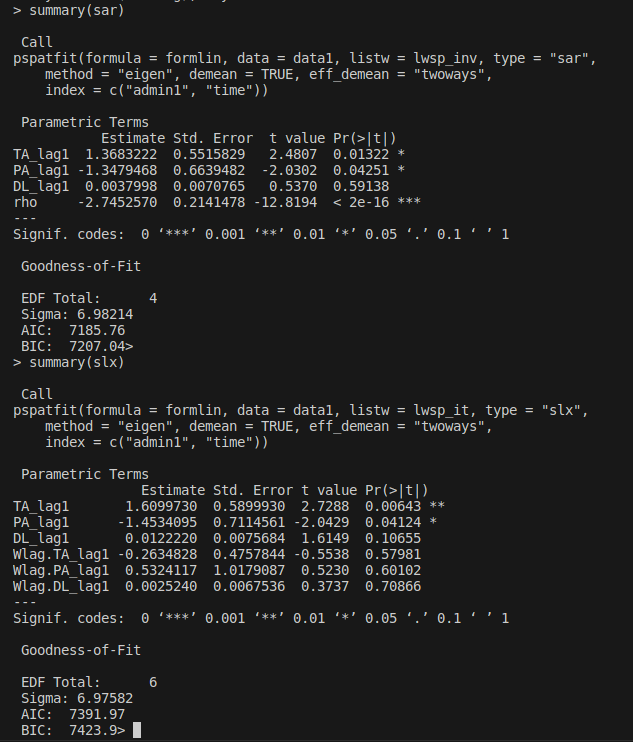 > summary(sar)
 Call
pspatfit(formula = formlin, data = data1, listw = lwsp_inv, type = "sar",
    method = "eigen", demean = TRUE, eff_demean = "twoways",
    index = c("admin1", "time"))
 Parametric Terms
           Estimate Std. Error  t value Pr(>|t|)
TA_lag1  1.3683222  0.5515829   2.4807  0.01322 *
PA_lag1 -1.3479468  0.6639482  -2.0302  0.04251 *
DL_lag1  0.0037998  0.0070765   0.5370  0.59138
rho     -2.7452570  0.2141478 -12.8194  < 2e-16 ***
---
Signif. codes:  0 ‘***’ 0.001 ‘**’ 0.01 ‘*’ 0.05 ‘.’ 0.1 ‘ ’ 1
 Goodness-of-Fit
 EDF Total:      4
 Sigma: 6.98214
 AIC:  7185.76
 BIC:  7207.04>
> summary(slx)
 Call
pspatfit(formula = formlin, data = data1, listw = lwsp_it, type = "slx",
    method = "eigen", demean = TRUE, eff_demean = "twoways",
    index = c("admin1", "time"))
 Parametric Terms
                Estimate Std. Error t value Pr(>|t|)
TA_lag1       1.6099730  0.5899930  2.7288  0.00643 **
PA_lag1      -1.4534095  0.7114561 -2.0429  0.04124 *
DL_lag1       0.0122220  0.0075684  1.6149  0.10655
Wlag.TA_lag1 -0.2634828  0.4757844 -0.5538  0.57981
Wlag.PA_lag1  0.5324117  1.0179087  0.5230  0.60102
Wlag.DL_lag1  0.0025240  0.0067536  0.3737  0.70866
---
Signif. codes:  0 ‘***’ 0.001 ‘**’ 0.01 ‘*’ 0.05 ‘.’ 0.1 ‘ ’ 1
 Goodness-of-Fit
 EDF Total:      6
 Sigma: 6.97582
 AIC:  7391.97
 BIC:  7423.9>